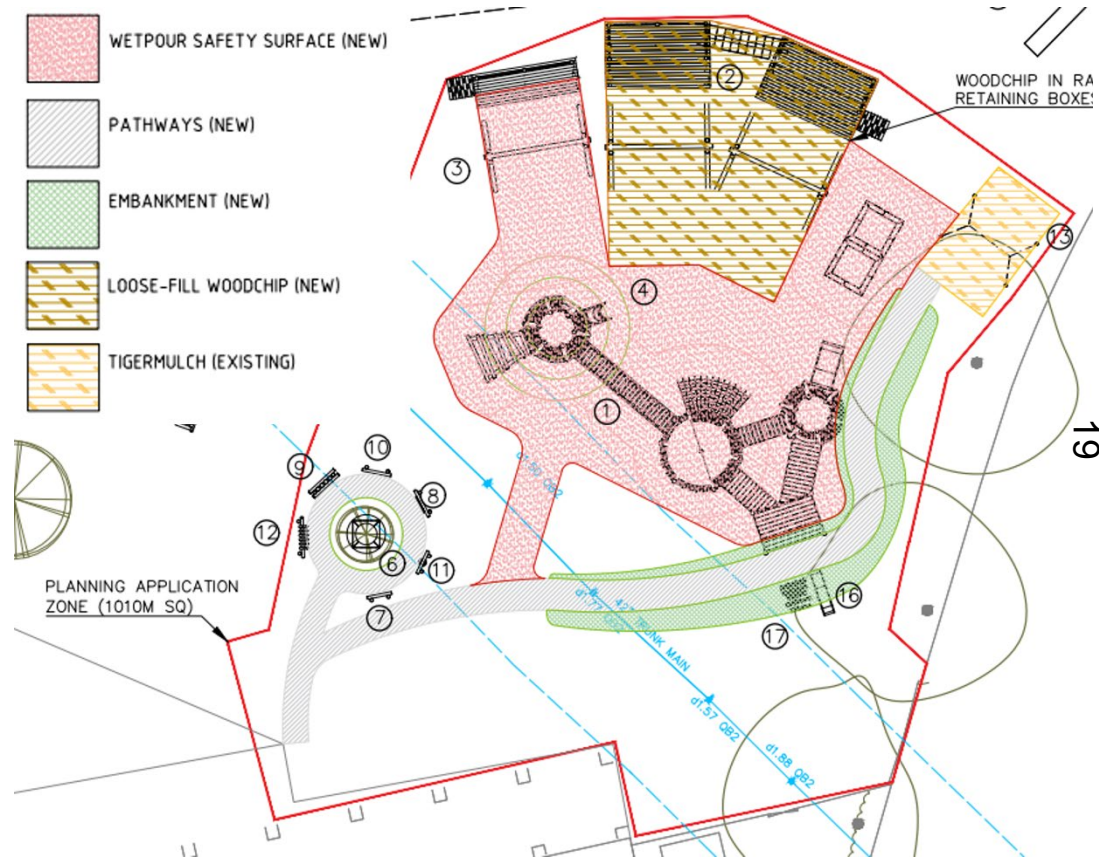 WETPOUR SAFETY SURFACE (NEW)
PATHWAYS (NEW)
EMBANKMENT (NEW)
LOOSE-FILL WOODCHIP (NEW)
TIGERMULCH (EXISTING)
2
WOODCHIP IN RA
RETAINING BOXES
3
13
4
1
19
10
9
8
12
6
11
7
PLANNING APPLICATION
ZONE (1010M SQ)
16
17
TRUNK MAIN
d1.57 QB2
d1.88 QB2